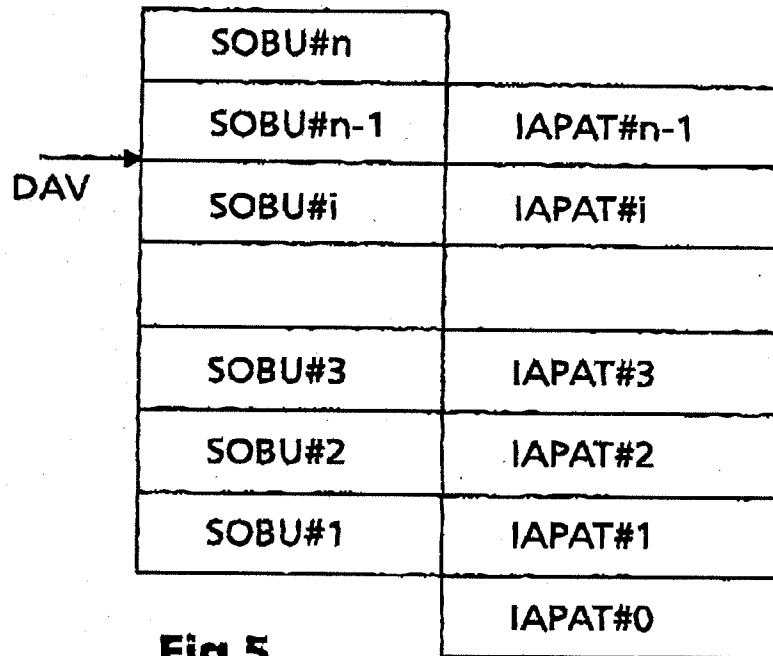 SOBU#n
SOBU#n-1 IAPAT#n-1
DAV
SOBU#i IAPAT#i
SOBU#3 IAPAT#3
SOBU#2 IAPAT#2
SOBU#1 IAPAT#1
IAPAT#0
Fig.5